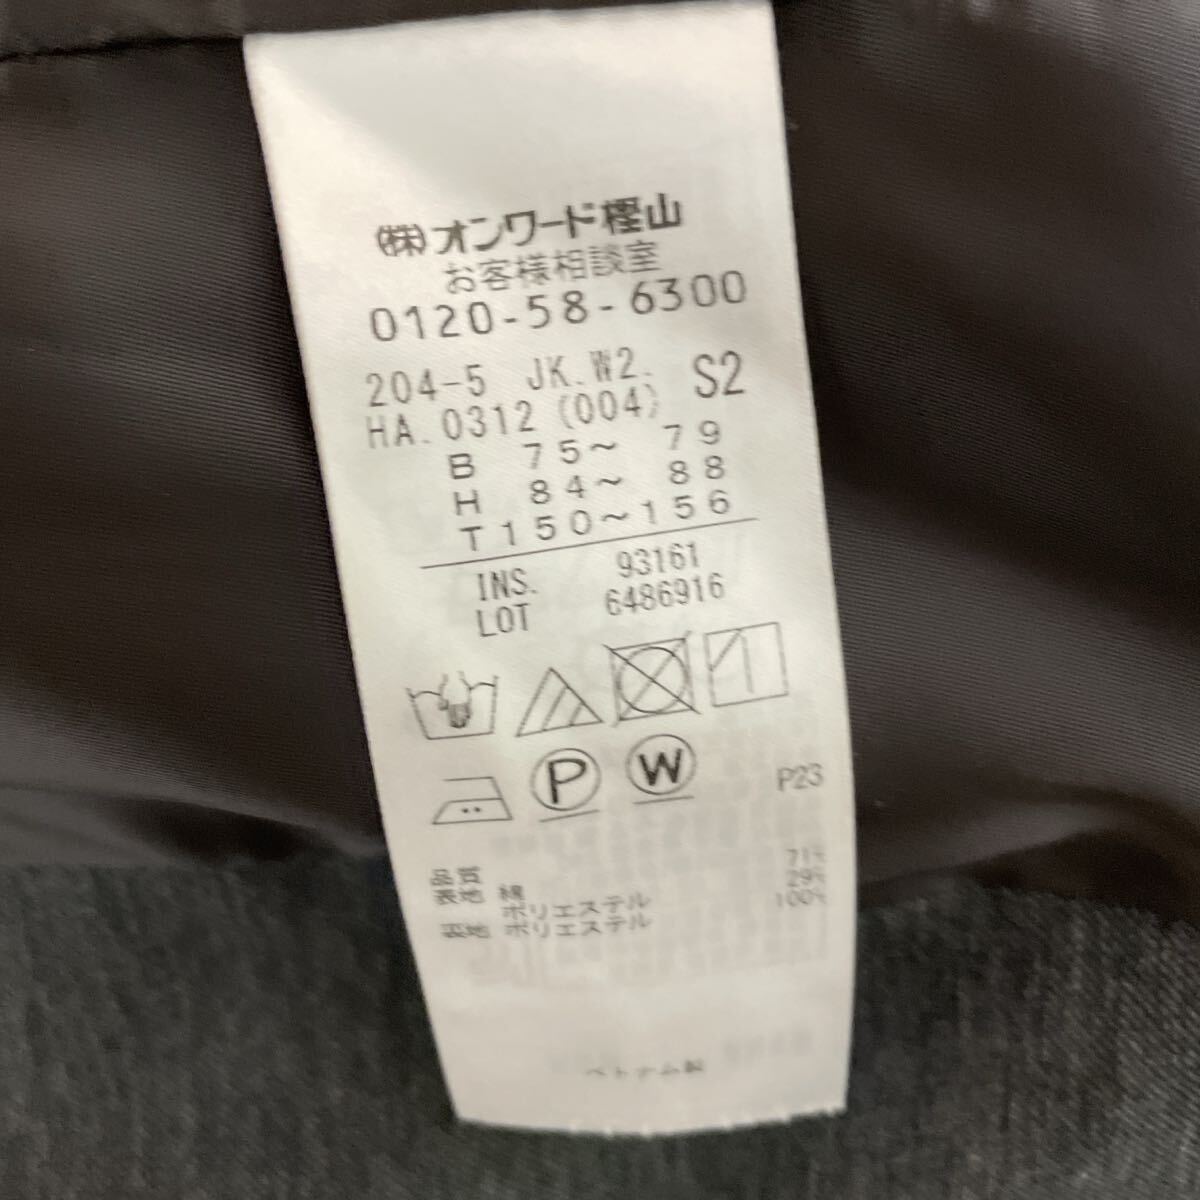 (株)オンワード樫山
お客様相談室
0120-58-6300
204-5 JK.W2. S2
HA.0312(004)
B 75～79
H 84～88
T150～156
INS. 93161
LOT 6486916
P W P23
品質
表地 綿 71%
ポリエステル 29%
裏地 ポリエステル 100%
ベトナム製